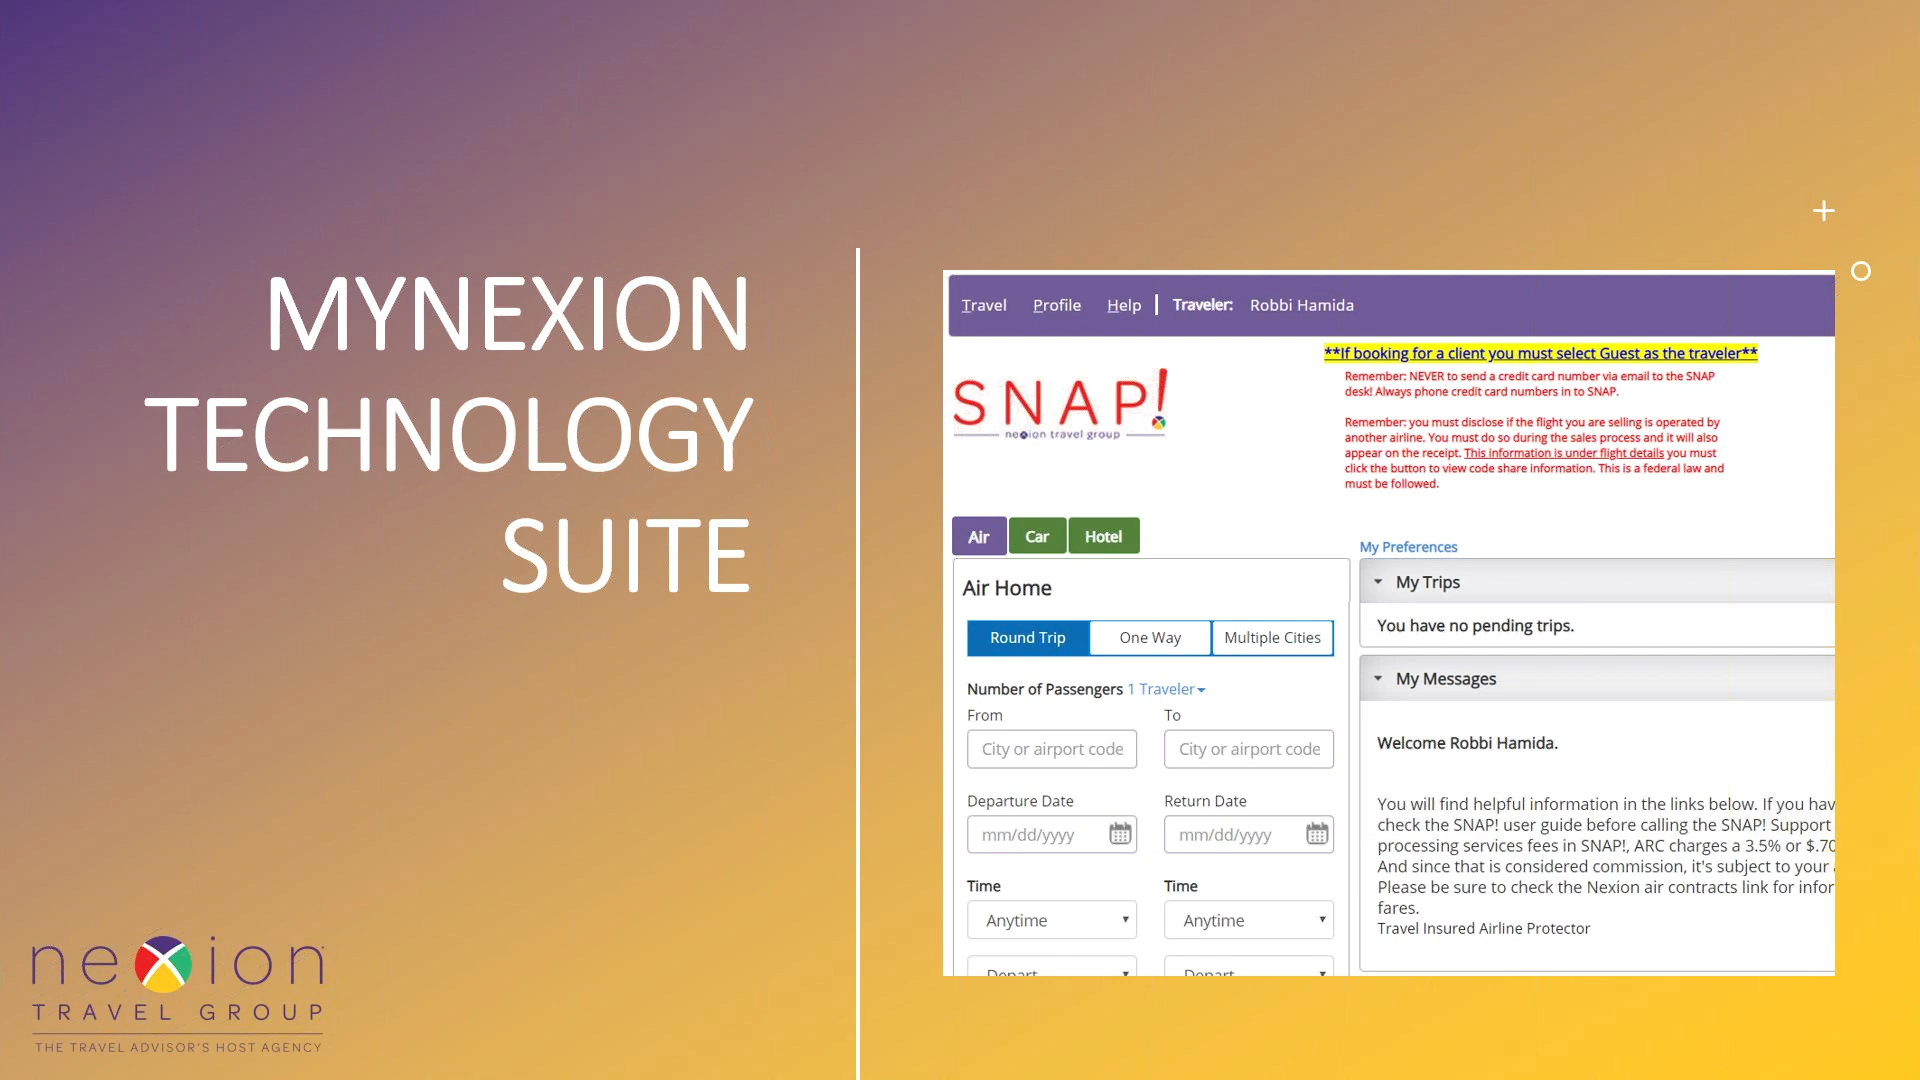 MYNEXION
TECHNOLOGY
SUITE
nexion
TRAVEL GROUP
THE TRAVEL ADVISOR'S HOST AGENCY
Travel Profile Help Traveler: Robbi Hamida
**If booking for a client you must select Guest as the traveler**
Remember: NEVER to send a credit card number via email to the SNAP
desk! Always phone credit card numbers in to SNAP.
Remember: you must disclose if the flight you are selling is operated by
another airline. You must do so during the sales process and it will also
appear on the receipt. This information is under flight details you must
click the button to view code share information. This is a federal law and
must be followed.
SNAP!
nexion travel group
Air Car Hotel
Air Home
Round Trip One Way Multiple Cities
Number of Passengers 1 Traveler
From To
City or airport code City or airport code
Departure Date Return Date
mm/dd/yyyy mm/dd/yyyy
Time Time
Anytime Anytime
Depart Depart
My Preferences
My Trips
You have no pending trips.
My Messages
Welcome Robbi Hamida.
You will find helpful information in the links below. If you hav
check the SNAP! user guide before calling the SNAP! Support
processing services fees in SNAP!, ARC charges a 3.5% or $.70
And since that is considered commission, it's subject to your
Please be sure to check the Nexion air contracts link for infor
fares.
Travel Insured Airline Protector